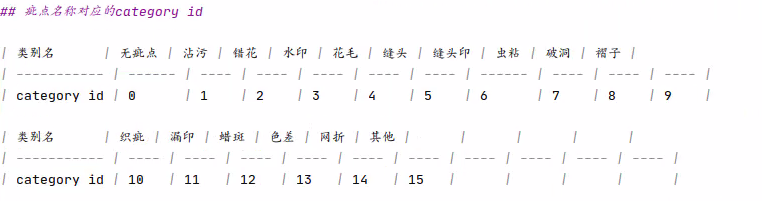 ## 疵点名称对应的category id
| 类别名 | 无疵点 | 沾污 | 错花 | 水印 | 花毛 | 缝头 | 缝头印 | 虫粘 | 破洞 | 褶子 |
| ----------- | ------ | ---- | ---- | ---- | ---- | ---- | ------ | ---- | ---- | ---- |
| category id | 0 | 1 | 2 | 3 | 4 | 5 | 6 | 7 | 8 | 9 |
| 类别名 | 织疵 | 漏印 | 蜡斑 | 色差 | 网折 | 其他 | | | | |
| ----------- | ---- | ---- | ---- | ---- | ---- | ---- | ---- | ---- | ---- | ---- |
| category id | 10 | 11 | 12 | 13 | 14 | 15 | | | | |